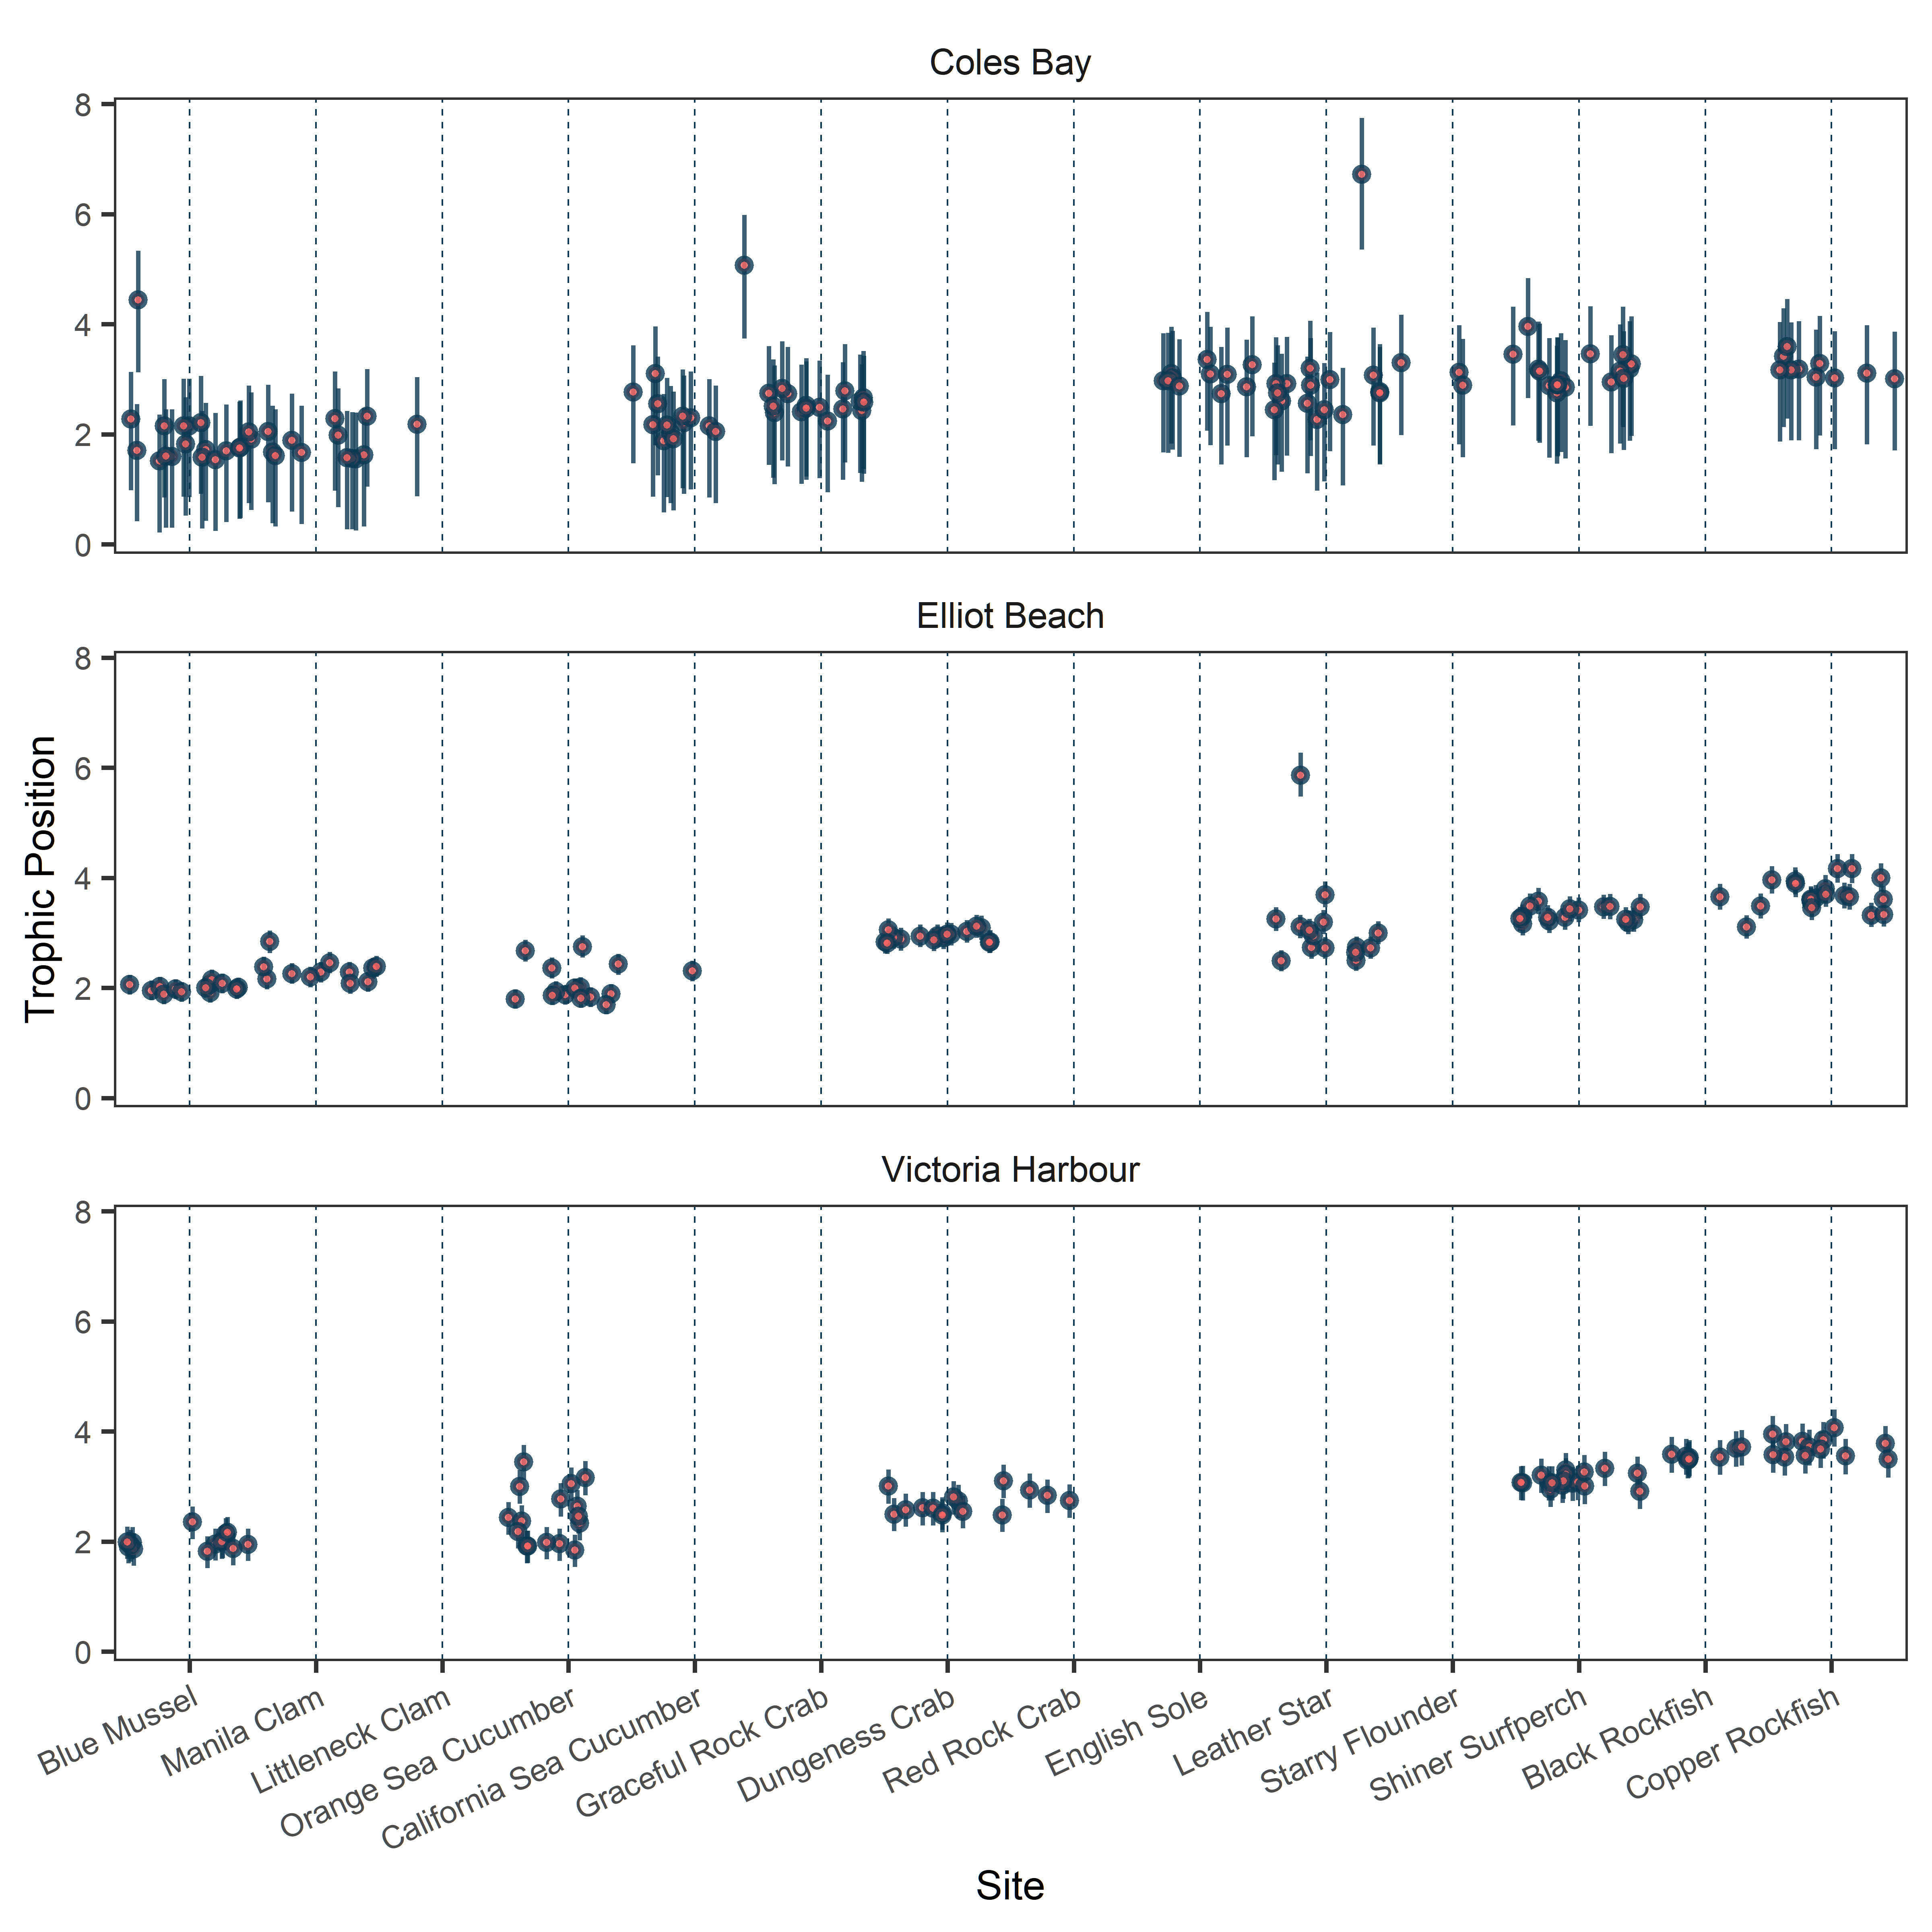 Coles Bay
8
6
4
2
0
Elliot Beach
8
6
4
2
0
Trophic Position
Victoria Harbour
8
6
4
2
0
Blue Mussel
Manila Clam
Littleneck Clam
Orange Sea Cucumber
California Sea Cucumber
Graceful Rock Crab
Dungeness Crab
Red Rock Crab
English Sole
Leather Star
Starry Flounder
Shiner Surfperch
Black Rockfish
Copper Rockfish
Site